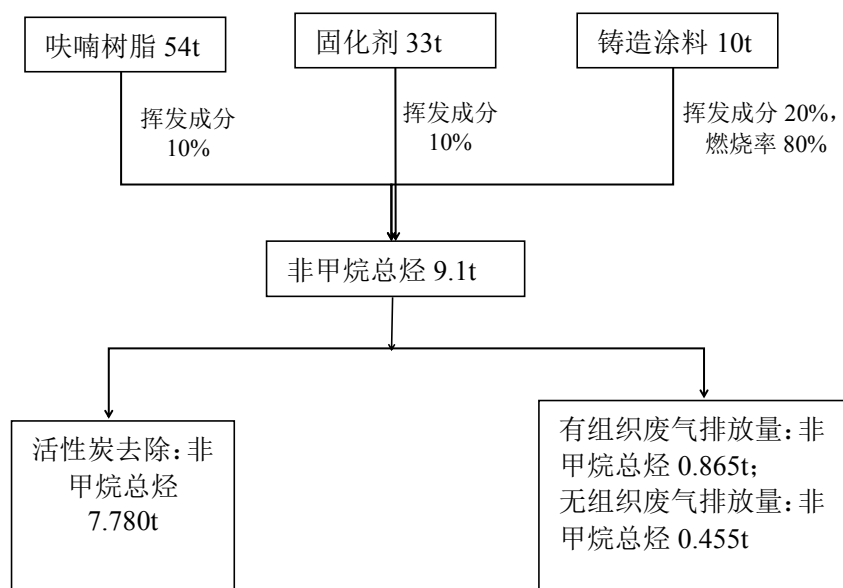 呋喃树脂 54t
固化剂 33t
铸造涂料 10t
挥发成分
10%
挥发成分
10%
挥发成分 20%，
燃烧率 80%
非甲烷总烃 9.1t
活性炭去除：非
甲烷总烃
7.780t
有组织废气排放量：非
甲烷总烃 0.865t；
无组织废气排放量：非
甲烷总烃 0.455t